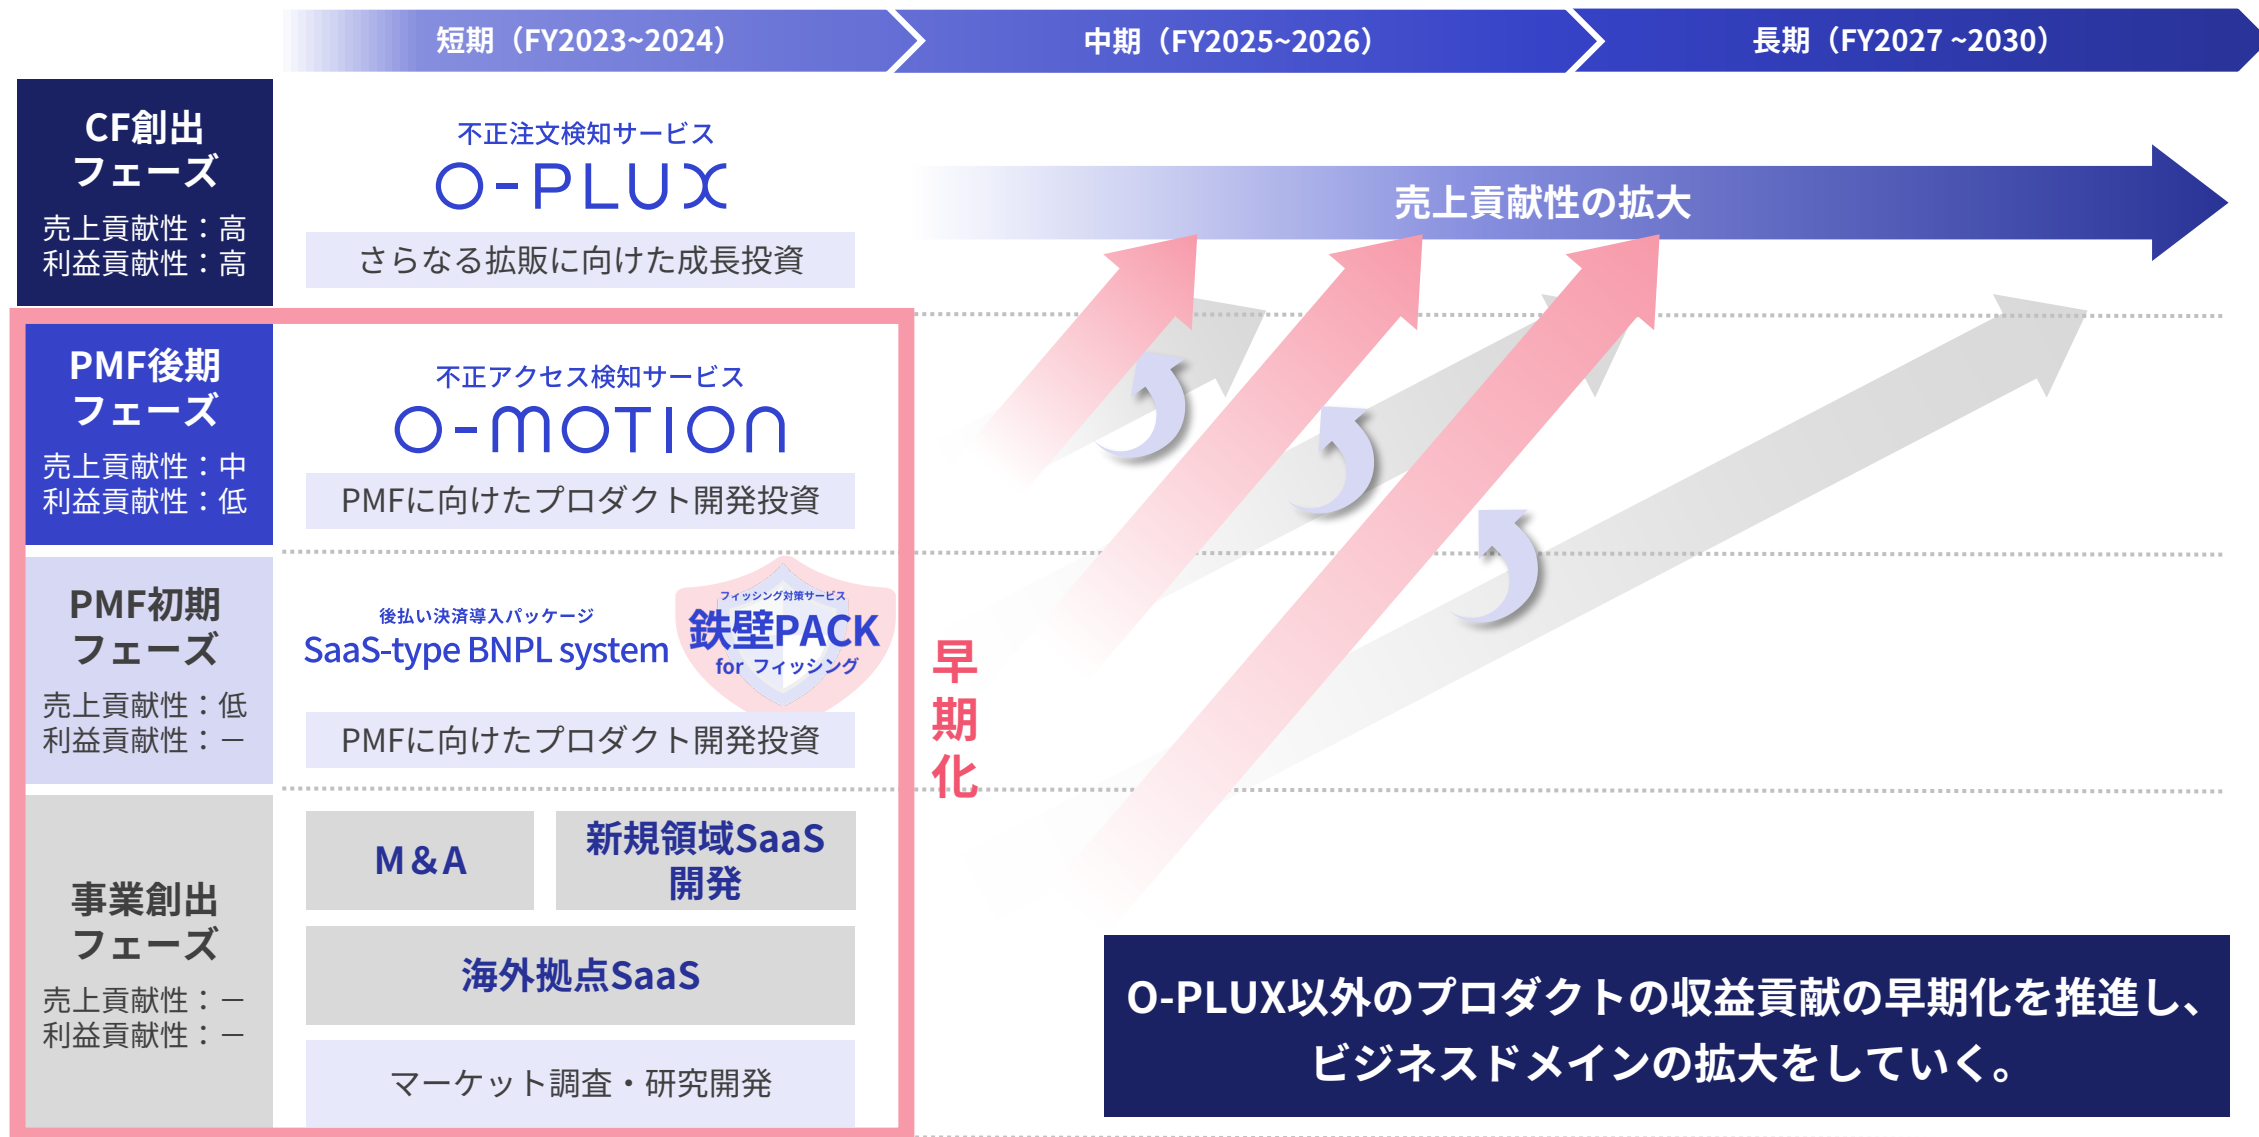 短期（FY2023~2024）
中期（FY2025~2026）
長期（FY2027 ~2030）
CF創出
フェーズ
売上貢献性：高
利益貢献性：高
不正注文検知サービス
O-PLUX
さらなる拡販に向けた成長投資
売上貢献性の拡大
PMF後期
フェーズ
売上貢献性：中
利益貢献性：低
不正アクセス検知サービス
O-MOTION
PMFに向けたプロダクト開発投資
PMF初期
フェーズ
売上貢献性：低
利益貢献性：－
後払い決済導入パッケージ
SaaS-type BNPL system
フィッシング対策サービス
鉄壁PACK
for フィッシング
PMFに向けたプロダクト開発投資
早期化
事業創出
フェーズ
売上貢献性：－
利益貢献性：－
M＆A
新規領域SaaS
開発
海外拠点SaaS
マーケット調査・研究開発
O-PLUX以外のプロダクトの収益貢献の早期化を推進し、
ビジネスドメインの拡大をしていく。